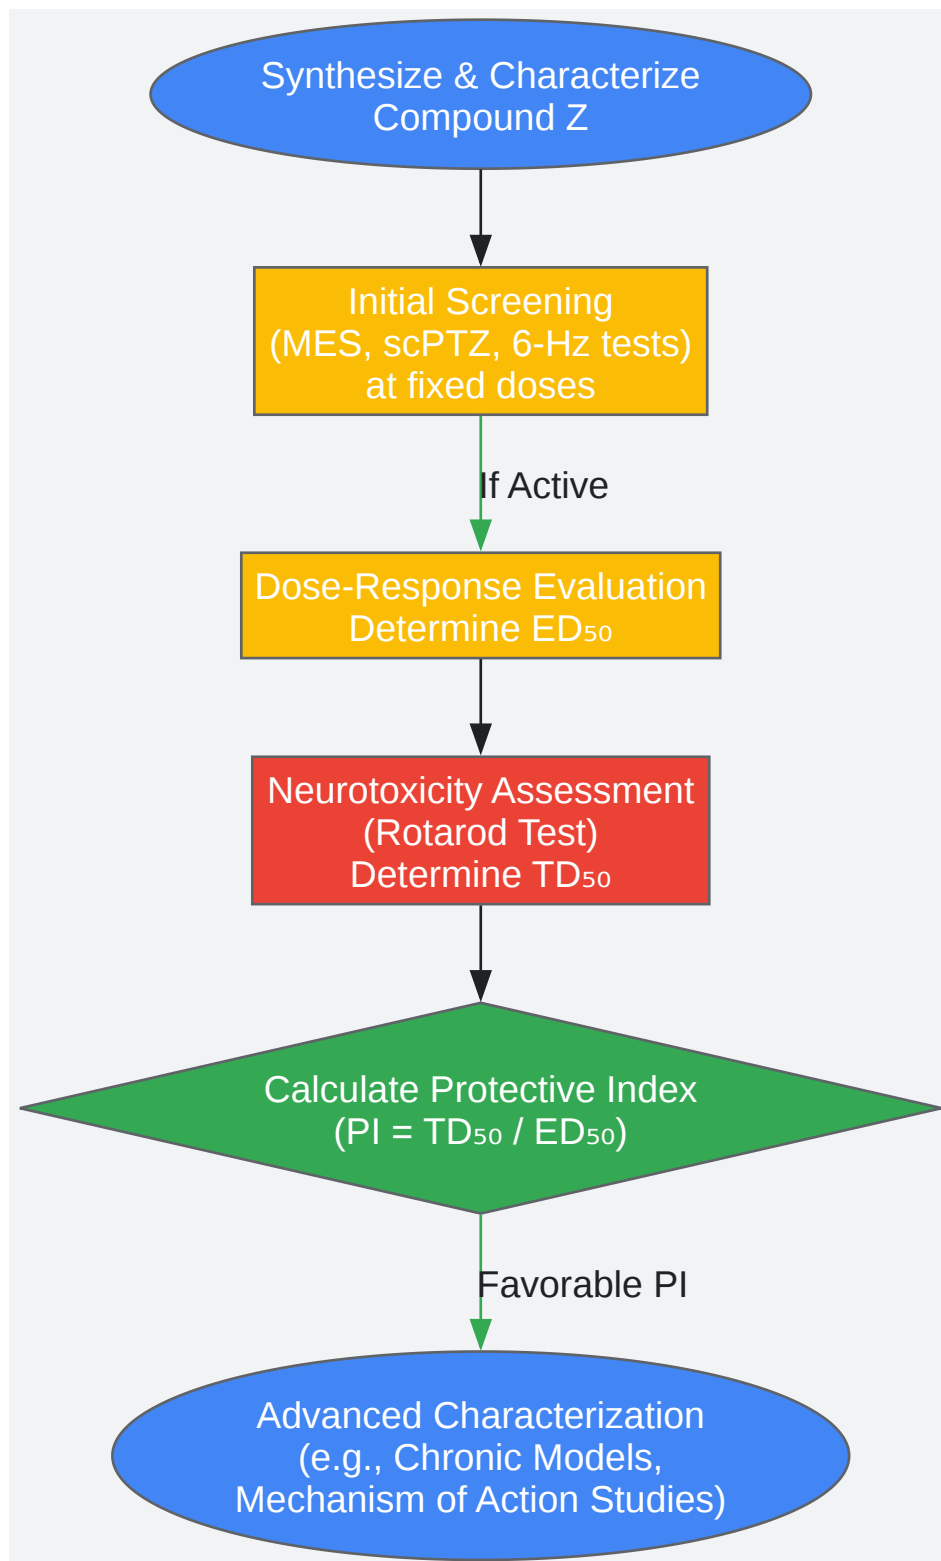 Synthesize & Characterize
Compound Z
Initial Screening
(MES, scPTZ, 6-Hz tests)
at fixed doses
If Active
Dose-Response Evaluation
Determine ED₅₀
Neurotoxicity Assessment
(Rotarod Test)
Determine TD₅₀
Calculate Protective Index
(PI = TD₅₀ / ED₅₀)
Favorable PI
Advanced Characterization
(e.g., Chronic Models,
Mechanism of Action Studies)